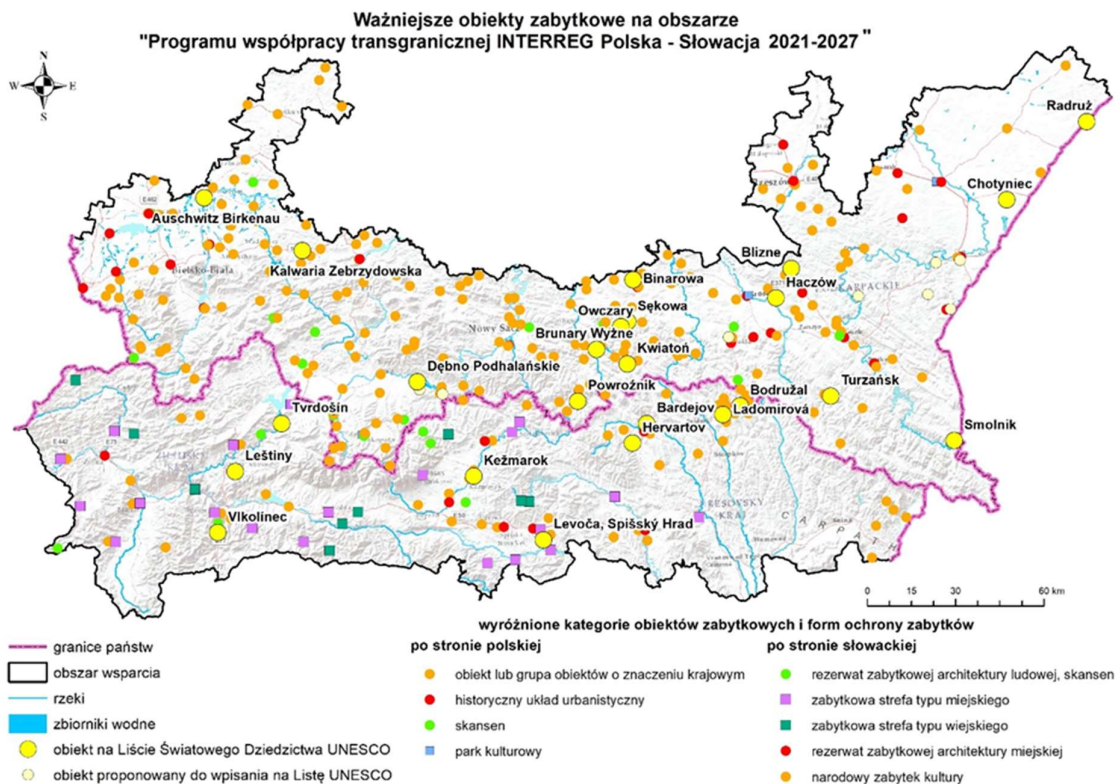 Ważniejsze obiekty zabytkowe na obszarze
"Programu współpracy transgranicznej INTERREG Polska - Słowacja 2021-2027"
N
W E
S
Radruż
Chotyniec
Auschwitz Birkenau
Bielsko-Biała
Kalwaria Zebrzydowska
Blizne
Binarowa
Haczów
Owczary Sękowa
Brunary Wyżne
Kwiatoń
Dębno Podhalańskie
Powroźnik
Bodružal
Turzańsk
Tvrdošin
Bardejov Ladomirová
Hervartov
Smolnik
Leštiny
Kežmarok
Vlkolinec
Levoča, Spišský Hrad
0 15 30 60 km
wyróżnione kategorie obiektów zabytkowych i form ochrony zabytków
po stronie polskiej
po stronie słowackiej
granice państw
obszar wsparcia
rzeki
zbiorniki wodne
obiekt na Liście Światowego Dziedzictwa UNESCO
obiekt proponowany do wpisania na Listę UNESCO
obiekt lub grupa obiektów o znaczeniu krajowym
historyczny układ urbanistyczny
skansen
park kulturowy
rezerwat zabytkowej architektury ludowej, skansen
zabytkowa strefa typu miejskiego
zabytkowa strefa typu wiejskiego
rezerwat zabytkowej architektury miejskiej
narodowy zabytek kultury